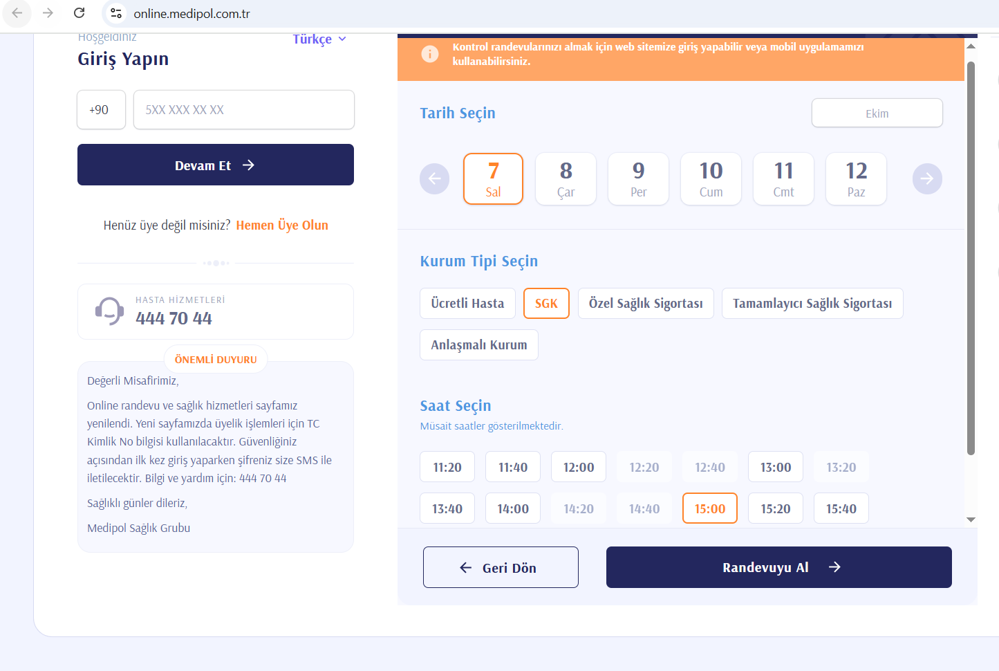 online.medipol.com.tr
Hoşgeldiniz
Türkçe
Giriş Yapın
+90
5XX XXX XX XX
Devam Et
Henüz üye değil misiniz? Hemen Üye Olun
HASTA HİZMETLERİ
444 70 44
ÖNEMLİ DUYURU
Değerli Misafirimiz,
Online randevu ve sağlık hizmetleri sayfamız
yenilendi. Yeni sayfamızda üyelik işlemleri için TC
Kimlik No bilgisi kullanılacaktır. Güvenliğiniz
açısından ilk kez giriş yaparken şifreniz size SMS ile
iletilecektir. Bilgi ve yardım için: 444 70 44
Sağlıklı günler dileriz,
Medipol Sağlık Grubu
Kontrol randevularınızı almak için web sitemize giriş yapabilir veya mobil uygulamamızı
kullanabilirsiniz.
Tarih Seçin
Ekim
7 8 9 10 11 12
Sal Çar Per Cum Cmt Paz
Kurum Tipi Seçin
Ücretli Hasta SGK Özel Sağlık Sigortası Tamamlayıcı Sağlık Sigortası
Anlaşmalı Kurum
Saat Seçin
Müsait saatler gösterilmektedir.
11:20 11:40 12:00 12:20 12:40 13:00 13:20
13:40 14:00 14:20 14:40 15:00 15:20 15:40
Geri Dön
Randevuyu Al